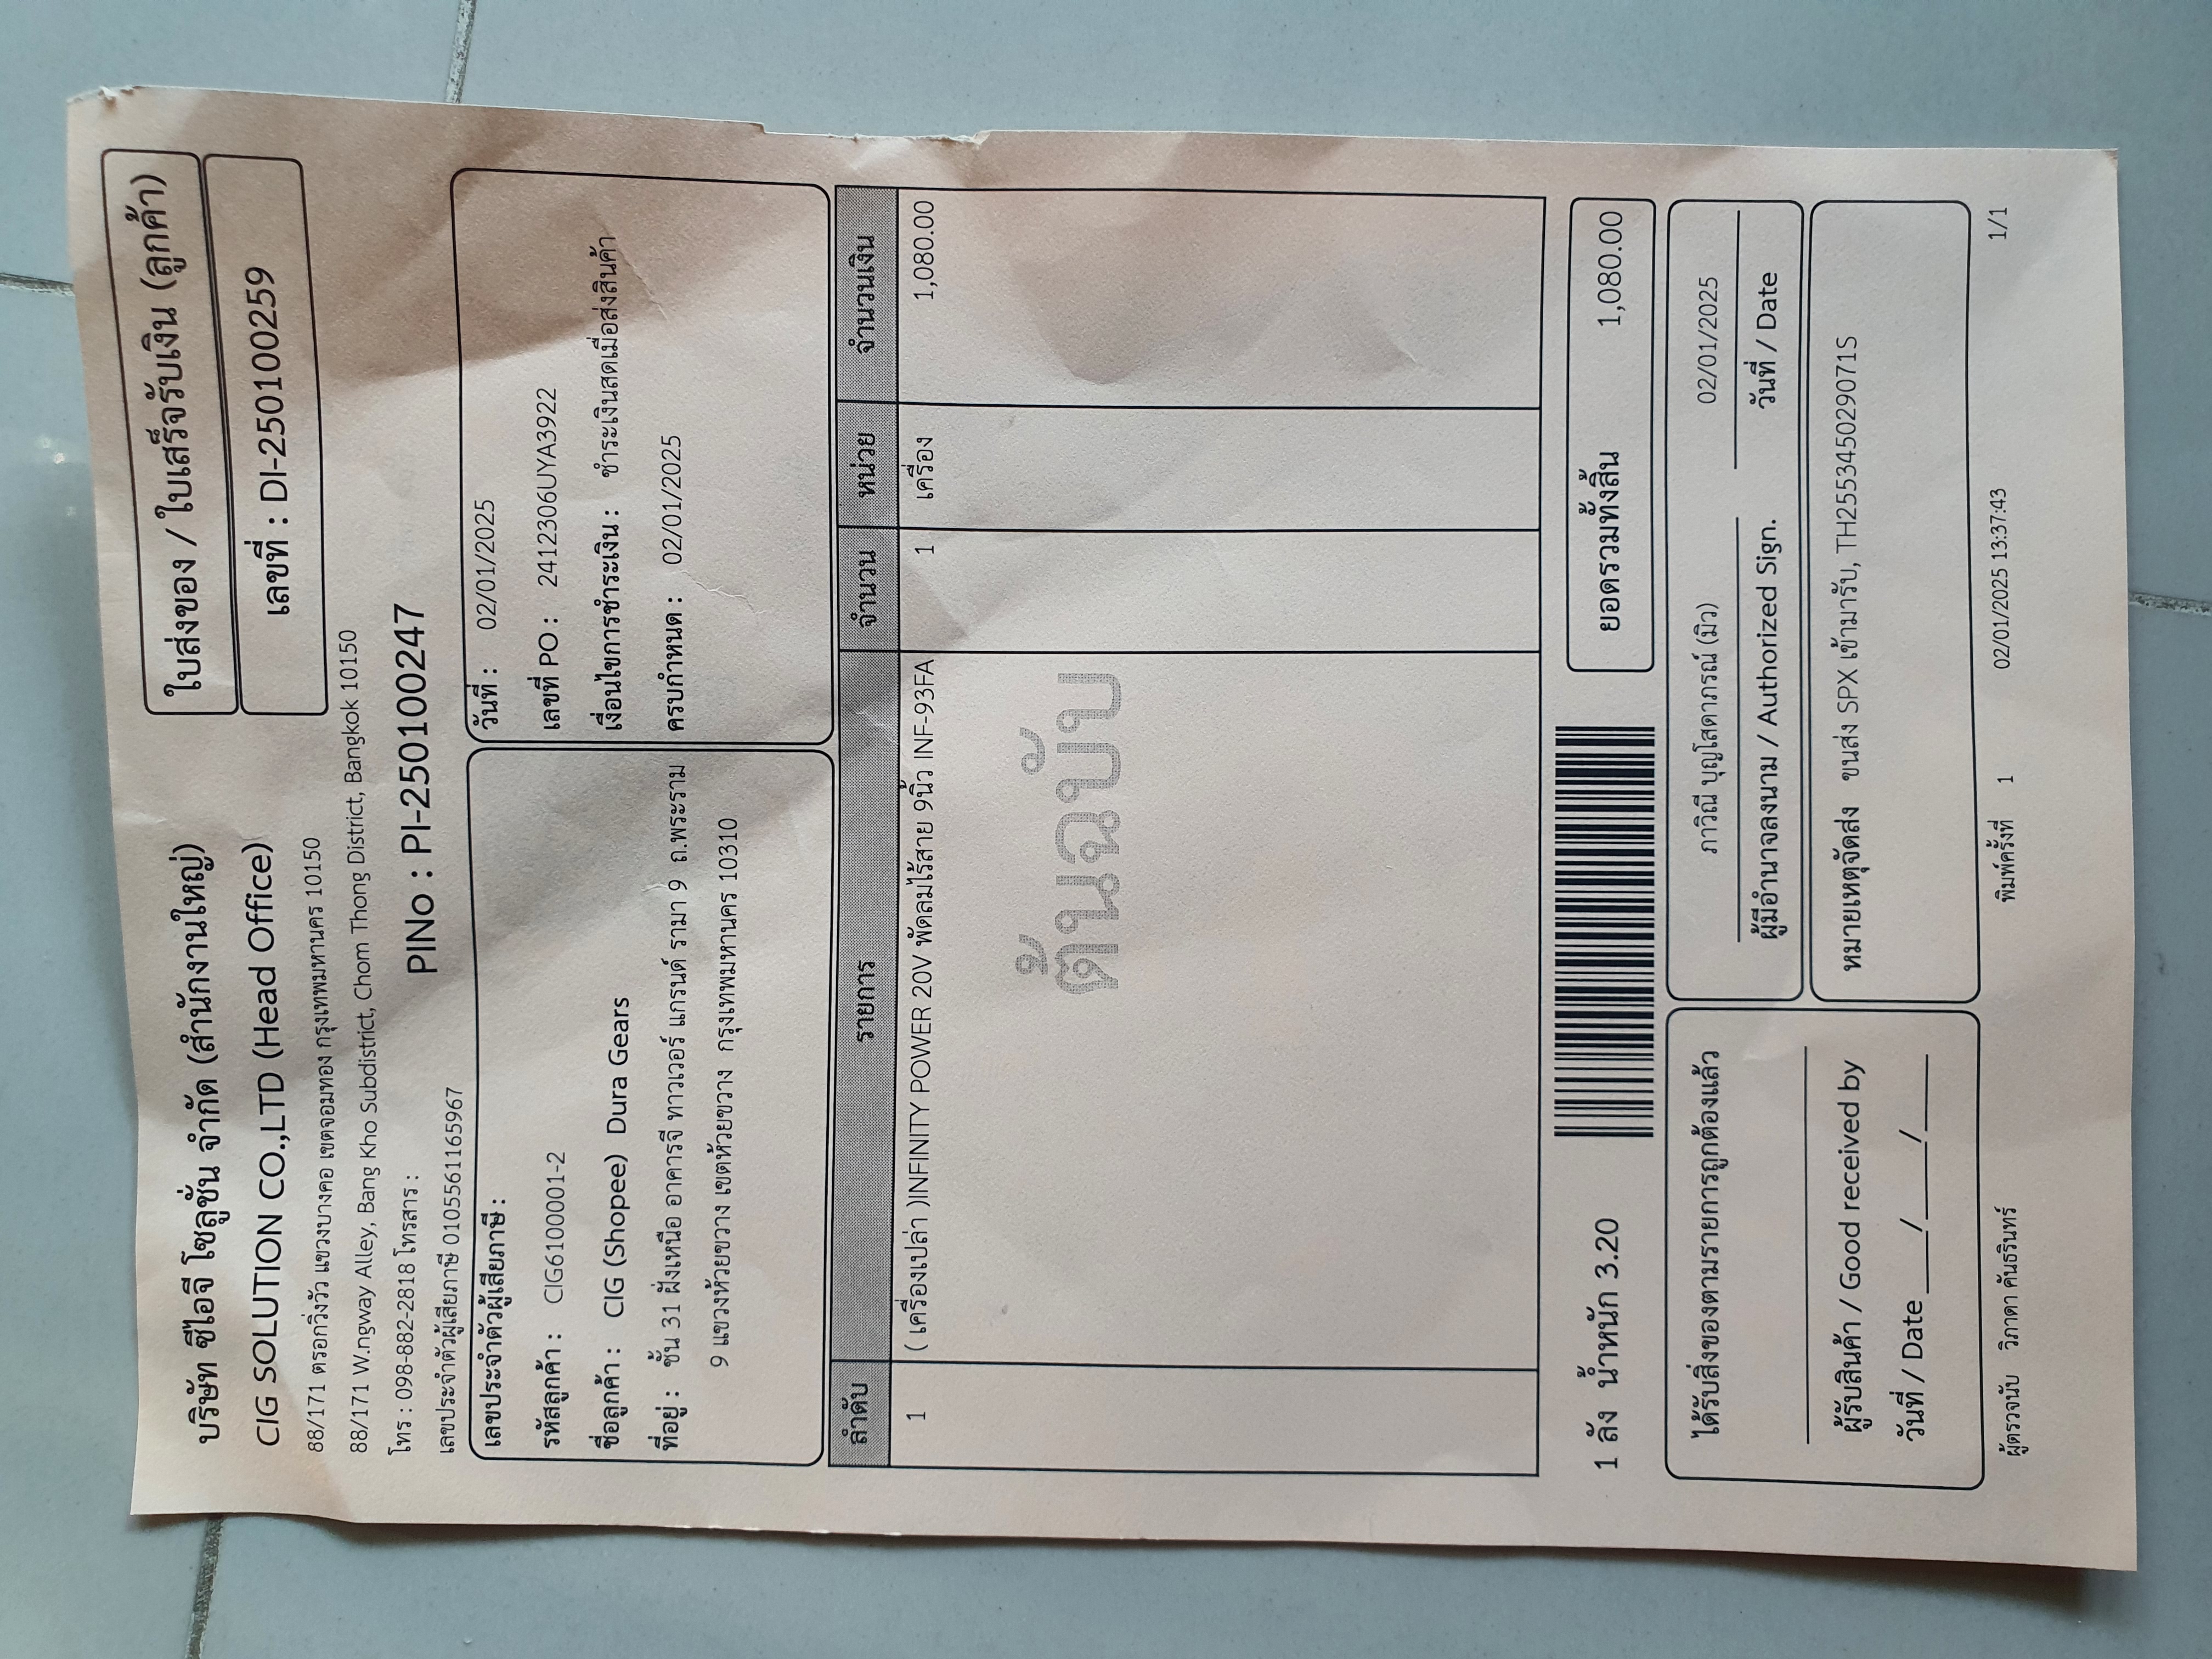 ใบส่งของ / ใบเสร็จรับเงิน (ลูกค้า)
เลขที่ : DI-250100259
บริษัท ซีไอจี โซลูชั่น จำกัด (สำนักงานใหญ่)
CIG SOLUTION CO.,LTD (Head Office)
88/171 ตรอกวิ่งวัว แขวงบางคอ เขตจอมทอง กรุงเทพมหานคร 10150
88/171 W.ngway Alley, Bang Kho Subdistrict, Chom Thong District, Bangkok 10150
โทร : 098-882-2818 โทรสาร :
PINo : PI-250100247
เลขประจำตัวผู้เสียภาษี 0105561165967
เลขประจำตัวผู้เสียภาษี :
รหัสลูกค้า : CIG6100001-2
ชื่อลูกค้า : CIG (Shopee) Dura Gears
ที่อยู่ : ชั้น 31 ฝั่งเหนือ อาคารจี ทาวเวอร์ แกรนด์ รามา 9 ถ.พระราม
9 แขวงห้วยขวาง เขตห้วยขวาง กรุงเทพมหานคร 10310
วันที่ : 02/01/2025
เลขที่ PO : 2412306UYA3922
เงื่อนไขการชำระเงิน : ชำระเงินสดเมื่อส่งสินค้า
ครบกำหนด : 02/01/2025
ลำดับ รายการ จำนวน หน่วย จำนวนเงิน
1 ( เครื่องเปล่า )INFINITY POWER 20V พัดลมไร้สาย 9นิ้ว INF-93FA 1 เครื่อง 1,080.00
ต้นฉบับ
1 ลัง น้ำหนัก 3.20
ยอดรวมทั้งสิ้น 1,080.00
ได้รับสิ่งของตามรายการถูกต้องแล้ว
ผู้รับสินค้า / Good received by
วันที่ / Date ___/___/___
ภาวิณี บุญโสดาภรณ์ (มิว) 02/01/2025
ผู้มีอำนาจลงนาม / Authorized Sign. วันที่ / Date
หมายเหตุจัดส่ง ขนส่ง SPX เข้ามารับ, TH255345029071S
ผู้ตรวจนับ วิภาดา คันธรินทร์ พิมพ์ครั้งที่ 1 02/01/2025 13:37:43 1/1